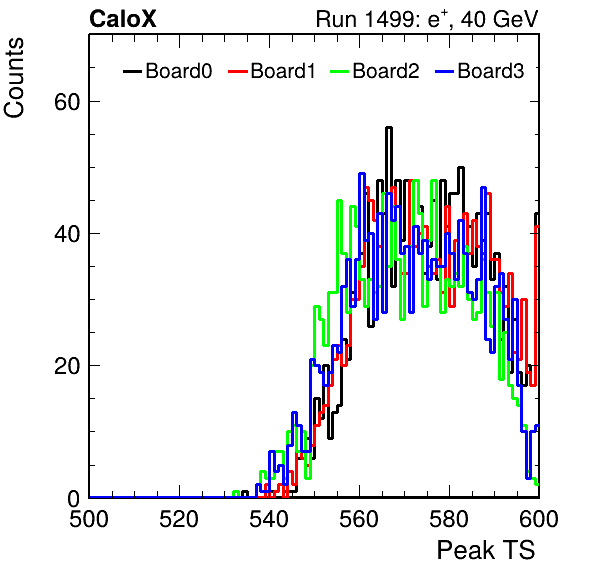 CaloX Run 1499: e+, 40 GeV
Counts
Board0 Board1 Board2 Board3
60
40
20
0
500 520 540 560 580 600
Peak TS